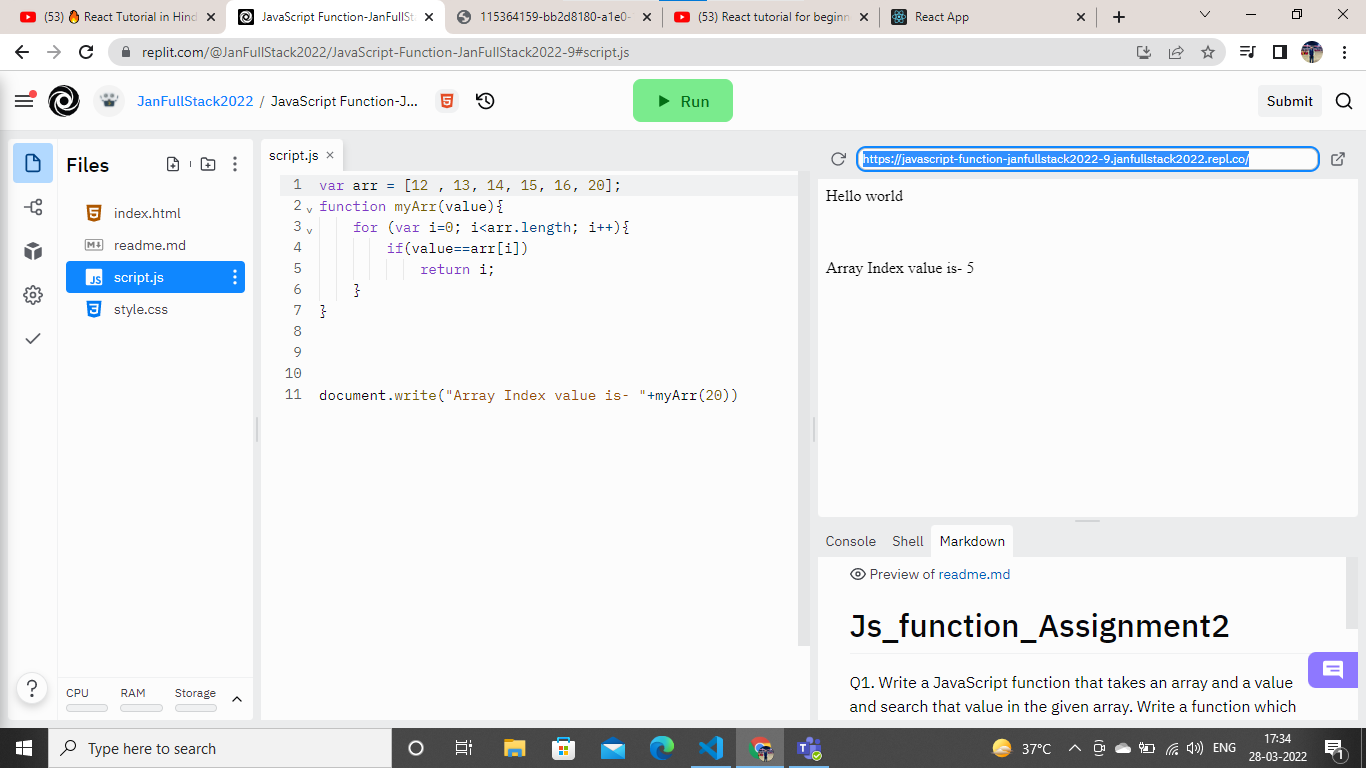 (53) 🔥 React Tutorial in Hind
JavaScript Function-JanFullSt
115364159-bb2d8180-a1e0-
(53) React tutorial for beginn
React App
replit.com/@JanFullStack2022/JavaScript-Function-JanFullStack2022-9#script.js
JanFullStack2022 / JavaScript Function-J...
Run
Submit
Files
index.html
readme.md
script.js
style.css
CPU RAM Storage
script.js
1 var arr = [12 , 13, 14, 15, 16, 20];
2 function myArr(value){
3 for (var i=0; i<arr.length; i++){
4 if(value==arr[i])
5 return i;
6 }
7 }
8
9
10
11 document.write("Array Index value is- "+myArr(20))
https://javascript-function-janfullstack2022-9.janfullstack2022.repl.co/
Hello world
Array Index value is- 5
Console Shell Markdown
Preview of readme.md
Js_function_Assignment2
Q1. Write a JavaScript function that takes an array and a value
and search that value in the given array. Write a function which
Type here to search
37°C
ENG
17:34
28-03-2022
1